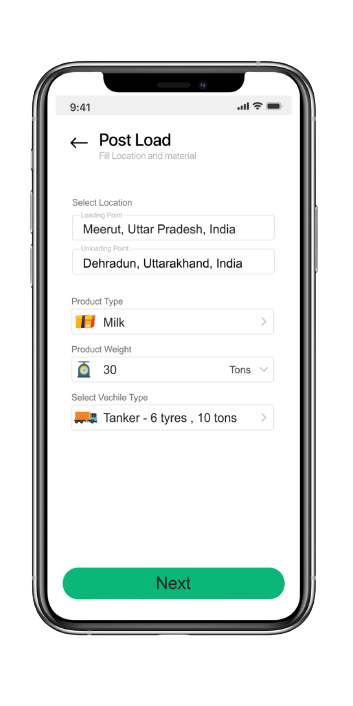 9:41
Post Load
Fill Location and material
Select Location
Loading Point
Meerut, Uttar Pradesh, India
Unloading Point
Dehradun, Uttarakhand, India
Product Type
Milk
Product Weight
30 Tons
Select Vechile Type
Tanker - 6 tyres , 10 tons
Next